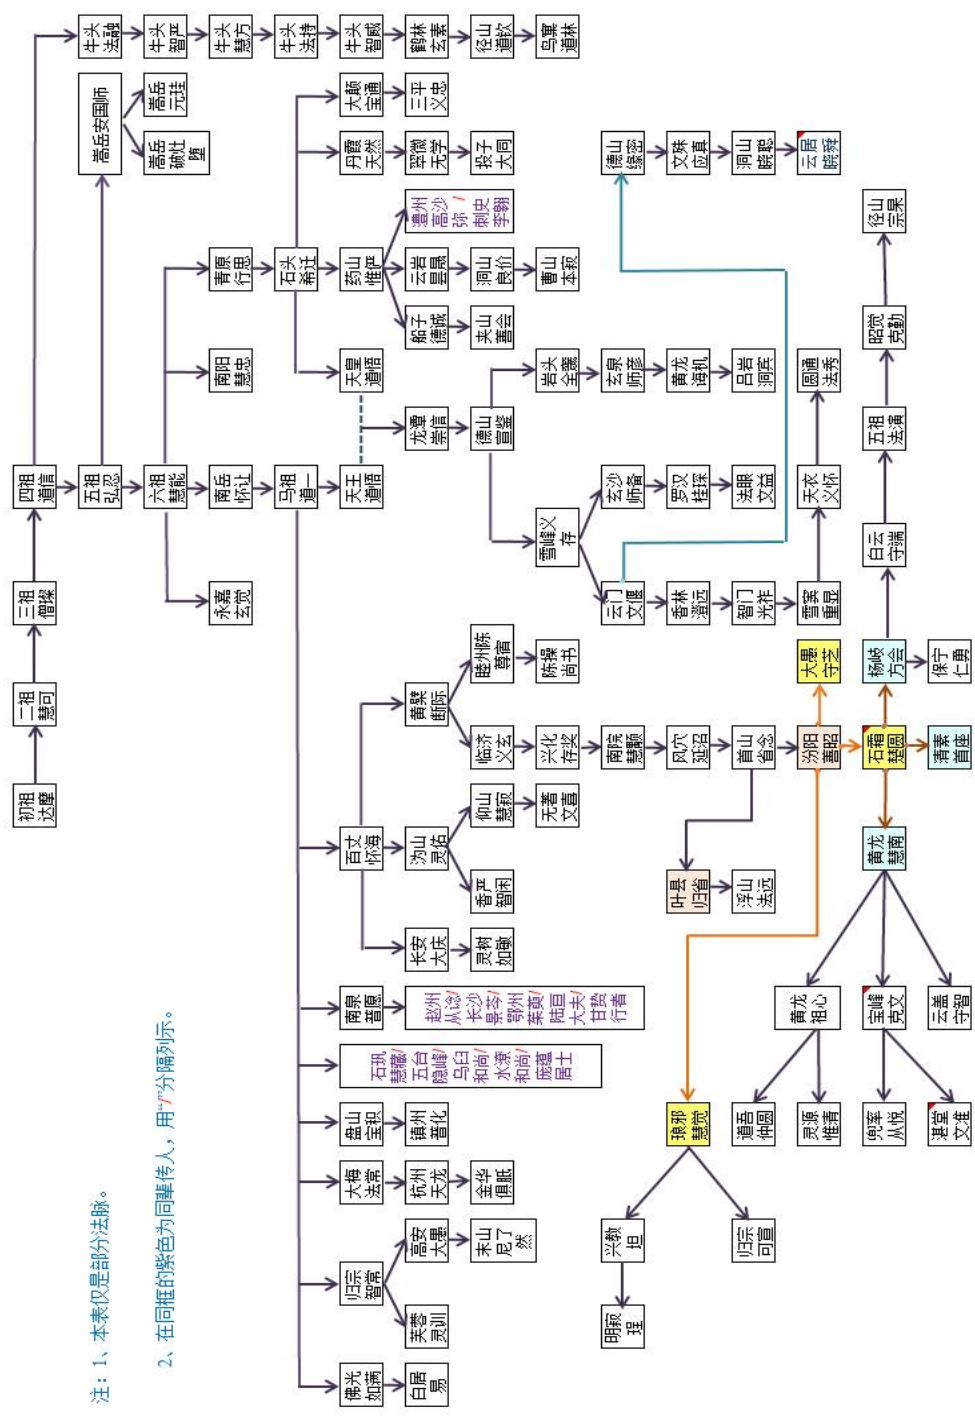 初祖
达摩
二祖
慧可
三祖
僧璨
四祖
道信
注：1、本表仅是部分法脉。
五祖
弘忍
嵩岳安国师
牛头
法融
2、在同框的紫色为同辈传人，用“/”分隔列示。
六祖
慧能
嵩岳
破灶
堕
嵩岳
元珪
牛头
智严
永嘉
玄觉
南岳
怀让
南阳
慧忠
青原
行思
牛头
慧方
马祖
道一
石头
希迁
牛头
法持
佛光
如满
归宗
智常
大梅
法常
盘山
宝积
石巩
慧藏/
五台
隐峰/
乌臼
和尚/
水潦
和尚/
庞蕴
居士
南泉
普愿
百丈
怀海
天王
道悟
天皇
道悟
药山
惟俨
丹霞
天然
大颠
宝通
牛头
智威
白居
易
芙蓉
灵训
高安
大愚
杭州
天龙
镇州
普化
赵州
从谂/
长沙
景岑/
鄂州
茱萸/
陆亘
大夫/
甘贽
行者
长安
大庆
沩山
灵佑
黄檗
断际
龙潭
崇信
船子
德诚
云岩
昙晟
澧州
高沙
弥/
刺史
李翱
翠微
无学
三平
义忠
鹤林
玄素
末山
尼了
然
金华
俱胝
灵树
如敏
香严
智闲
仰山
慧寂
临济
义玄
睦州陈
尊宿
德山
宣鉴
夹山
善会
洞山
良价
投子
大同
径山
道钦
无著
文喜
兴化
存奖
陈操
尚书
雪峰义
存
岩头
全奯
曹山
本寂
鸟窠
道林
明寂
珵
兴教
坦
南院
慧颙
云门
文偃
玄沙
师备
玄泉
师彦
德山
缘密
琅邪
慧觉
叶县
归省
风穴
延沼
香林
澄远
罗汉
桂琛
黄龙
诲机
文殊
应真
归宗
可宣
道吾
仲圆
浮山
法远
首山
省念
智门
光祚
法眼
文益
吕岩
洞宾
洞山
晓聪
灵源
惟清
黄龙
祖心
汾阳
善昭
大愚
守芝
雪窦
重显
天衣
义怀
圆通
法秀
云居
晓舜
兜率
从悦
宝峰
克文
黄龙
慧南
石霜
楚圆
杨岐
方会
白云
守端
五祖
法演
昭觉
克勤
径山
宗杲
湛堂
文准
云盖
守智
清素
首座
保宁
仁勇